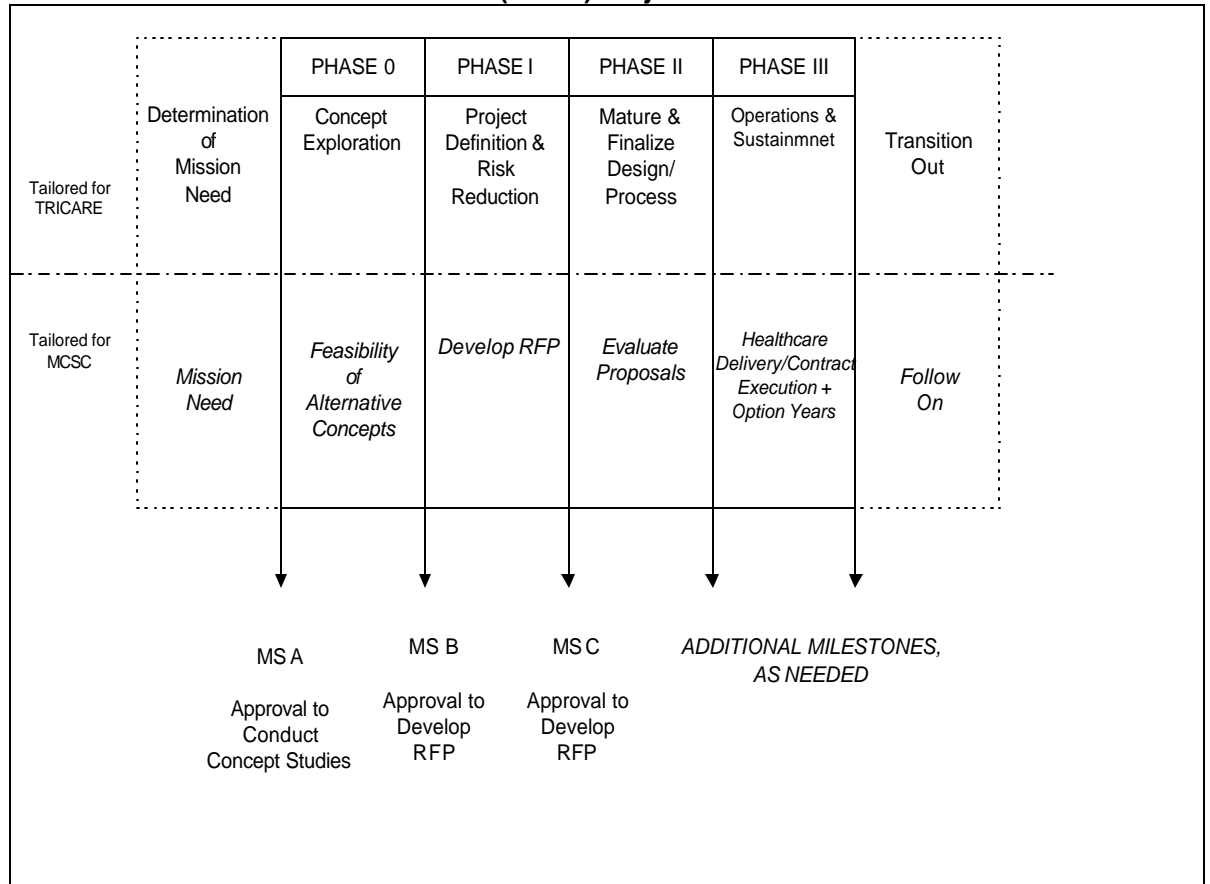 PHASE 0
PHASE I
PHASE II
PHASE III
Determination
of
Mission
Need
Concept
Exploration
Project
Definition &
Risk
Reduction
Mature &
Finalize
Design/
Process
Operations &
Sustainmnet
Transition
Out
Tailored for
TRICARE
Tailored for
MCSC
Mission
Need
Feasibility
of
Alternative
Concepts
Develop RFP
Evaluate
Proposals
Healthcare
Delivery/Contract
Execution +
Option Years
Follow
On
MS A
Approval to
Conduct
Concept Studies
MS B
Approval to
Develop
RFP
MS C
Approval to
Develop
RFP
ADDITIONAL MILESTONES,
AS NEEDED